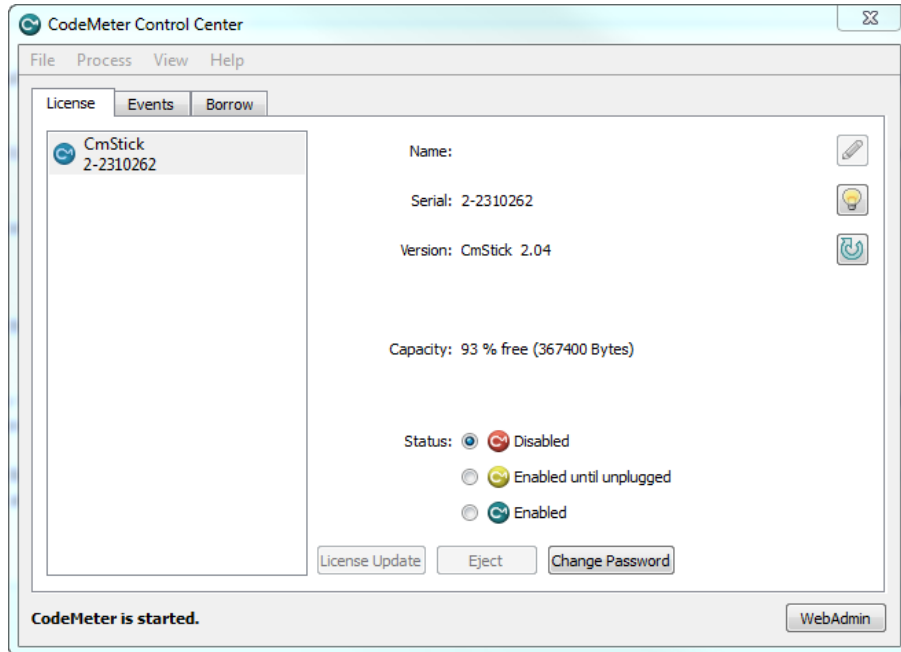 CodeMeter Control Center
File Process View Help
License Events Borrow
CmStick
2-2310262
Name:
Serial: 2-2310262
Version: CmStick 2.04
Capacity: 93 % free (367400 Bytes)
Status: Disabled
Enabled until unplugged
Enabled
License Update Eject Change Password
CodeMeter is started.
WebAdmin